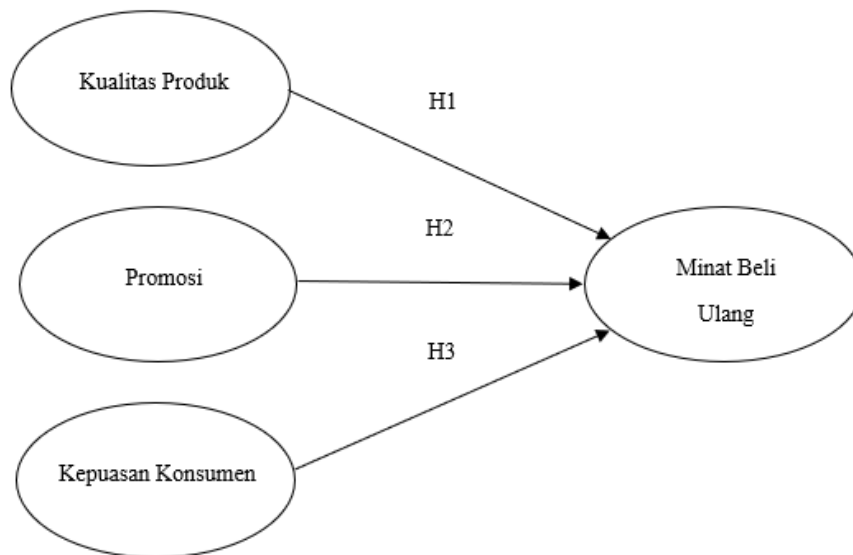 Kualitas Produk
H1
H2
Promosi
Minat Beli
Ulang
H3
Kepuasan Konsumen